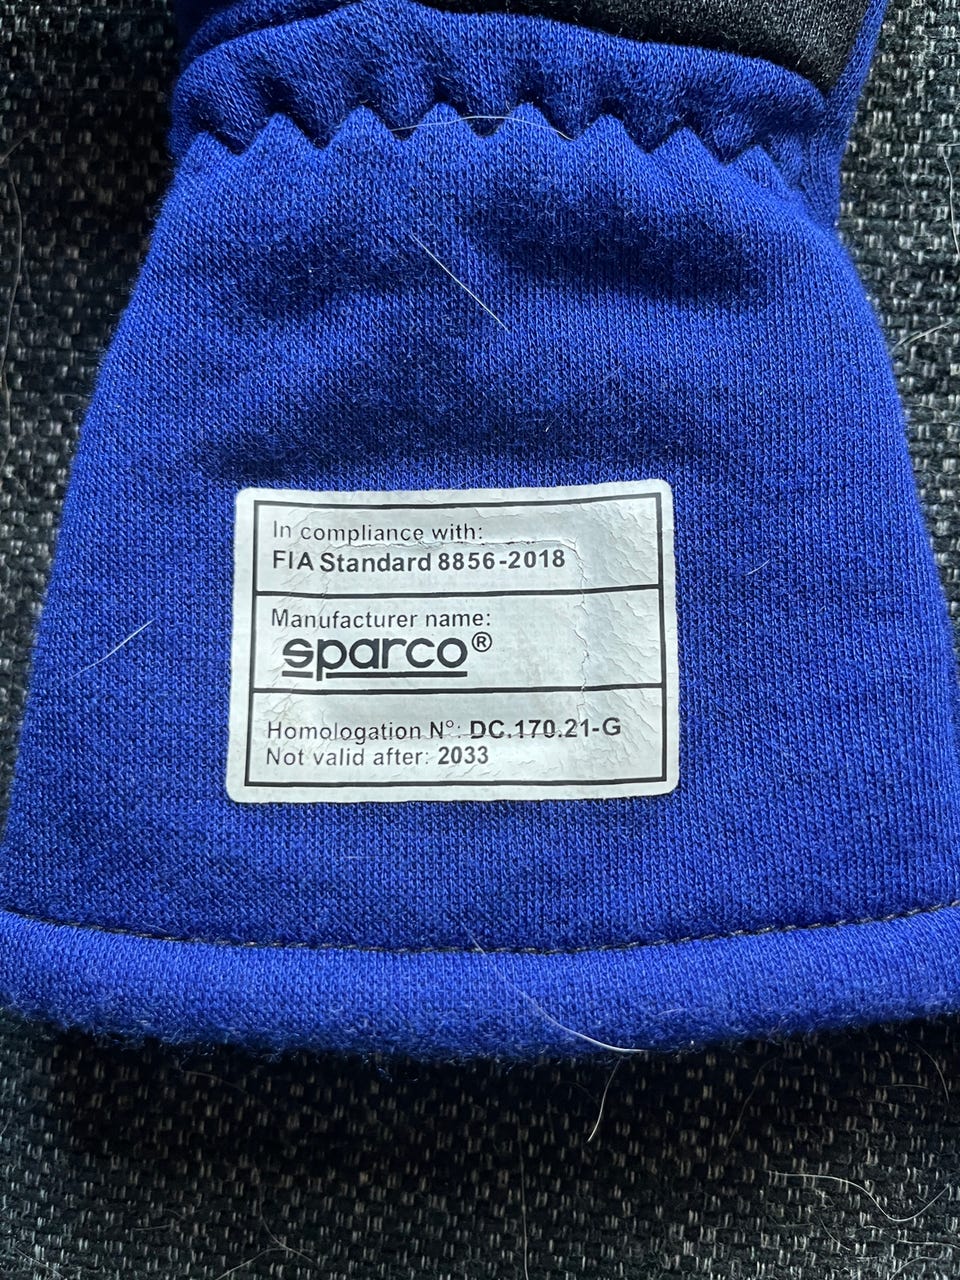 In compliance with:
FIA Standard 8856-2018
Manufacturer name:
sparco®
Homologation N°: DC.170.21-G
Not valid after: 2033